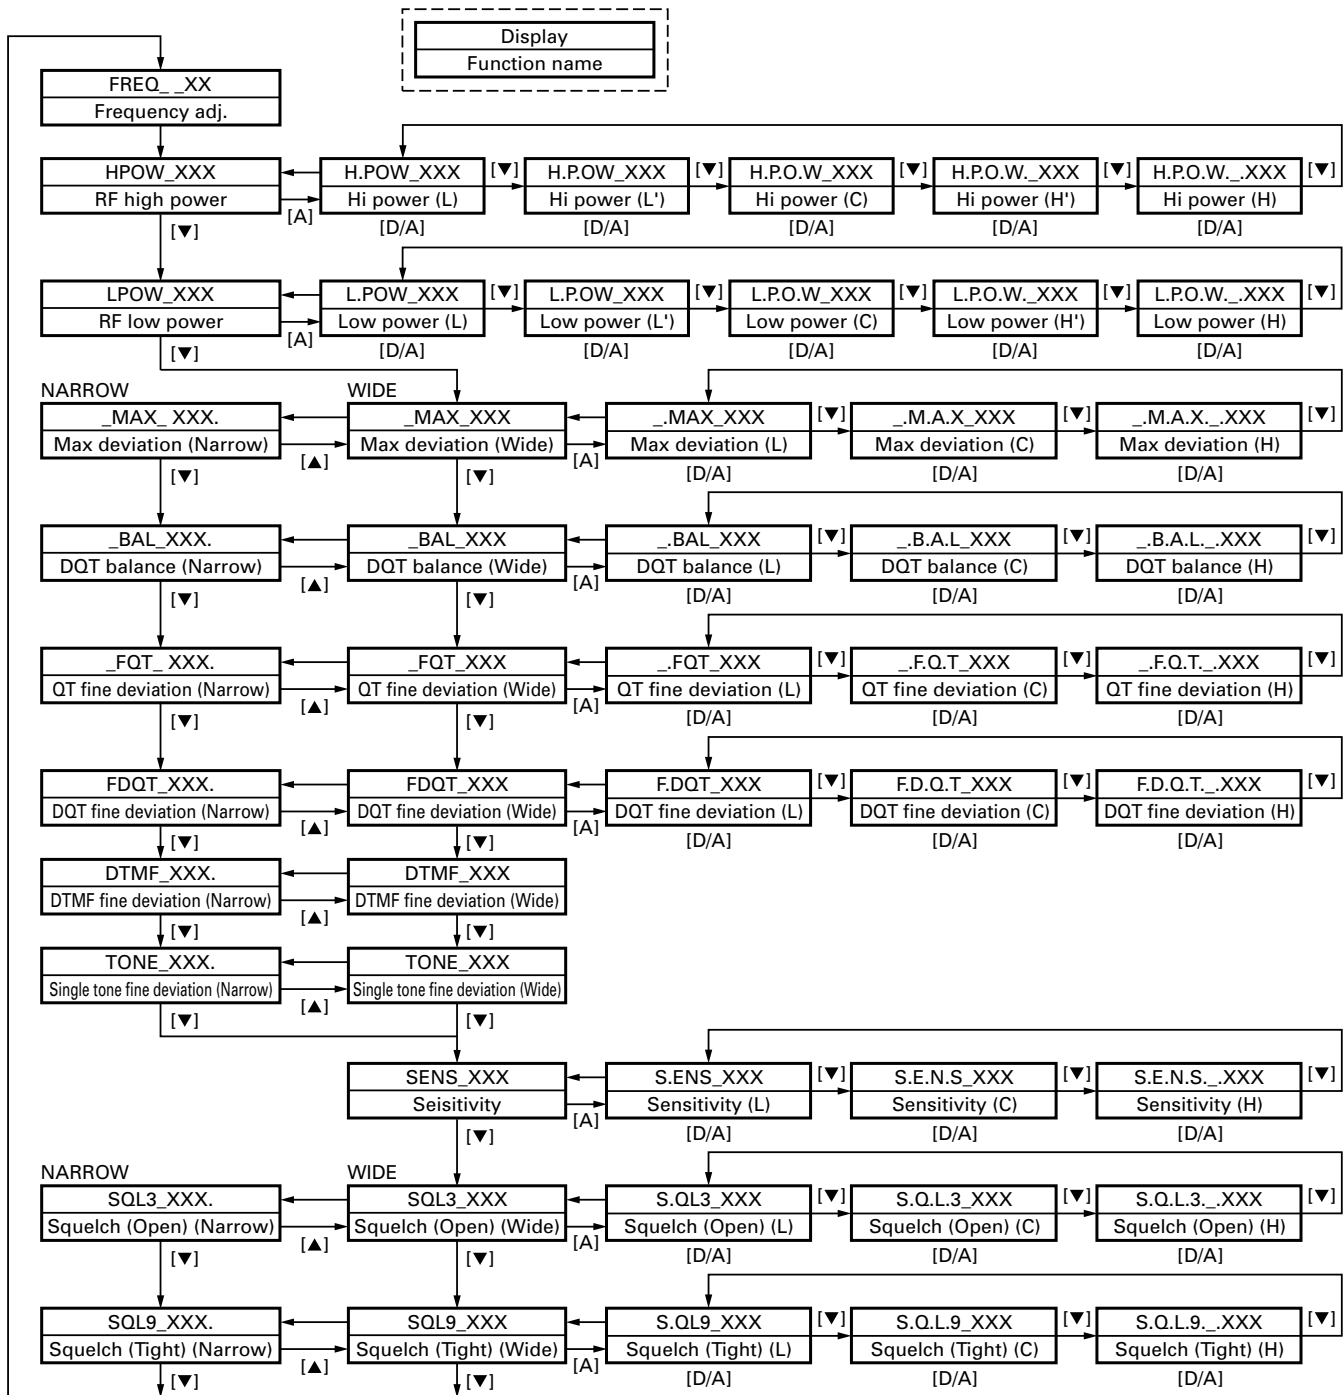 Display
Function name
FREQ_ _XX
Frequency adj.
HPOW_XXX H.POW_XXX [▼] H.P.OW_XXX [▼] H.P.O.W_XXX [▼] H.P.O.W._XXX [▼] H.P.O.W._.XXX [▼]
RF high power [A] Hi power (L) Hi power (L') Hi power (C) Hi power (H') Hi power (H)
[▼] [D/A] [D/A] [D/A] [D/A] [D/A]
LPOW_XXX L.POW_XXX [▼] L.P.OW_XXX [▼] L.P.O.W_XXX [▼] L.P.O.W._XXX [▼] L.P.O.W._.XXX [▼]
RF low power [A] Low power (L) Low power (L') Low power (C) Low power (H') Low power (H)
[▼] [D/A] [D/A] [D/A] [D/A] [D/A]
NARROW WIDE
_MAX_ XXX. _MAX_XXX _.MAX_XXX [▼] _.M.A.X_XXX [▼] _.M.A.X._.XXX [▼]
Max deviation (Narrow) [▲] Max deviation (Wide) [A] Max deviation (L) Max deviation (C) Max deviation (H)
[▼] [▼] [D/A] [D/A] [D/A]
_BAL_XXX. _BAL_XXX _.BAL_XXX [▼] _.B.A.L_XXX [▼] _.B.A.L._.XXX [▼]
DQT balance (Narrow) [▲] DQT balance (Wide) [A] DQT balance (L) DQT balance (C) DQT balance (H)
[▼] [▼] [D/A] [D/A] [D/A]
_FQT_ XXX. _FQT_XXX _.FQT_XXX [▼] _.F.Q.T_XXX [▼] _.F.Q.T._.XXX [▼]
QT fine deviation (Narrow) [▲] QT fine deviation (Wide) [A] QT fine deviation (L) QT fine deviation (C) QT fine deviation (H)
[▼] [▼] [D/A] [D/A] [D/A]
FDQT_XXX. FDQT_XXX F.DQT_XXX [▼] F.D.Q.T_XXX [▼] F.D.Q.T._.XXX [▼]
DQT fine deviation (Narrow) [▲] DQT fine deviation (Wide) [A] DQT fine deviation (L) DQT fine deviation (C) DQT fine deviation (H)
[▼] [▼] [D/A] [D/A] [D/A]
DTMF_XXX. DTMF_XXX
DTMF fine deviation (Narrow) [▲] DTMF fine deviation (Wide)
[▼] [▼]
TONE_XXX. TONE_XXX
Single tone fine deviation (Narrow) [▲] Single tone fine deviation (Wide)
[▼] [▼]
SENS_XXX S.ENS_XXX [▼] S.E.N.S_XXX [▼] S.E.N.S._.XXX [▼]
Seisitivity [A] Sensitivity (L) Sensitivity (C) Sensitivity (H)
[▼] [D/A] [D/A] [D/A]
NARROW WIDE
SQL3_XXX. SQL3_XXX S.QL3_XXX [▼] S.Q.L.3_XXX [▼] S.Q.L.3._.XXX [▼]
Squelch (Open) (Narrow) [▲] Squelch (Open) (Wide) [A] Squelch (Open) (L) Squelch (Open) (C) Squelch (Open) (H)
[▼] [▼] [D/A] [D/A] [D/A]
SQL9_XXX. SQL9_XXX S.QL9_XXX [▼] S.Q.L.9_XXX [▼] S.Q.L.9._.XXX [▼]
Squelch (Tight) (Narrow) [▲] Squelch (Tight) (Wide) [A] Squelch (Tight) (L) Squelch (Tight) (C) Squelch (Tight) (H)
[▼] [▼] [D/A] [D/A] [D/A]